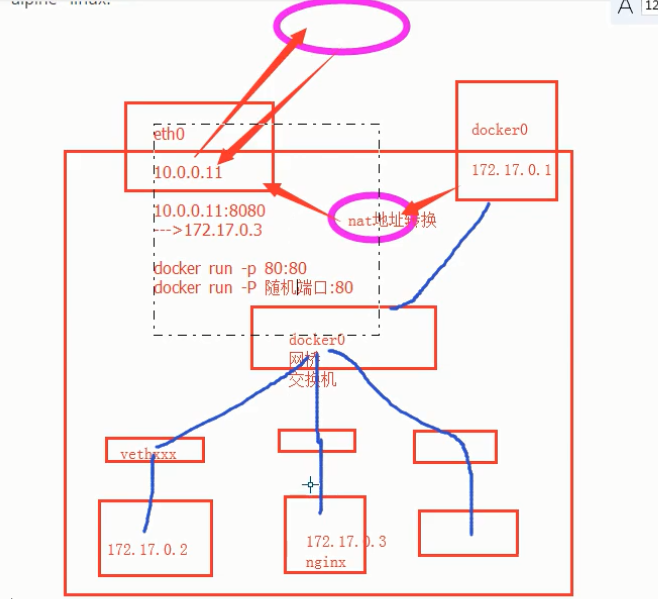 alpine linux.
A 12
eth0
10.0.0.11
10.0.0.11:8080
--->172.17.0.3
docker run -p 80:80
docker run -P 随机端口:80
docker0
172.17.0.1
nat地址转换
docker0
网桥
交换机
vethxxx
172.17.0.2
172.17.0.3
nginx